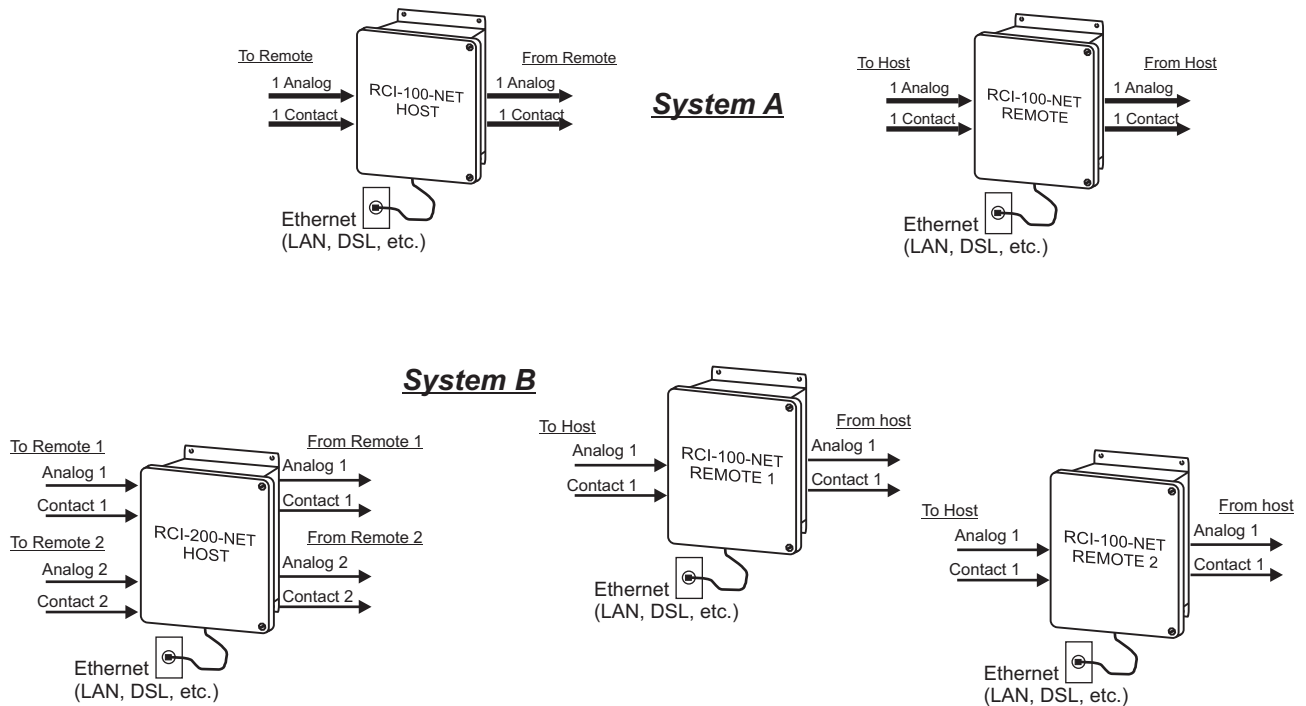 To Remote
1 Analog
1 Contact
RCI-100-NET
HOST
From Remote
1 Analog
1 Contact
Ethernet
(LAN, DSL, etc.)
System A
To Host
1 Analog
1 Contact
RCI-100-NET
REMOTE
From Host
1 Analog
1 Contact
Ethernet
(LAN, DSL, etc.)
System B
To Remote 1
Analog 1
Contact 1
To Remote 2
Analog 2
Contact 2
RCI-200-NET
HOST
From Remote 1
Analog 1
Contact 1
From Remote 2
Analog 2
Contact 2
Ethernet
(LAN, DSL, etc.)
To Host
Analog 1
Contact 1
RCI-100-NET
REMOTE 1
From host
Analog 1
Contact 1
Ethernet
(LAN, DSL, etc.)
To Host
Analog 1
Contact 1
RCI-100-NET
REMOTE 2
From host
Analog 1
Contact 1
Ethernet
(LAN, DSL, etc.)